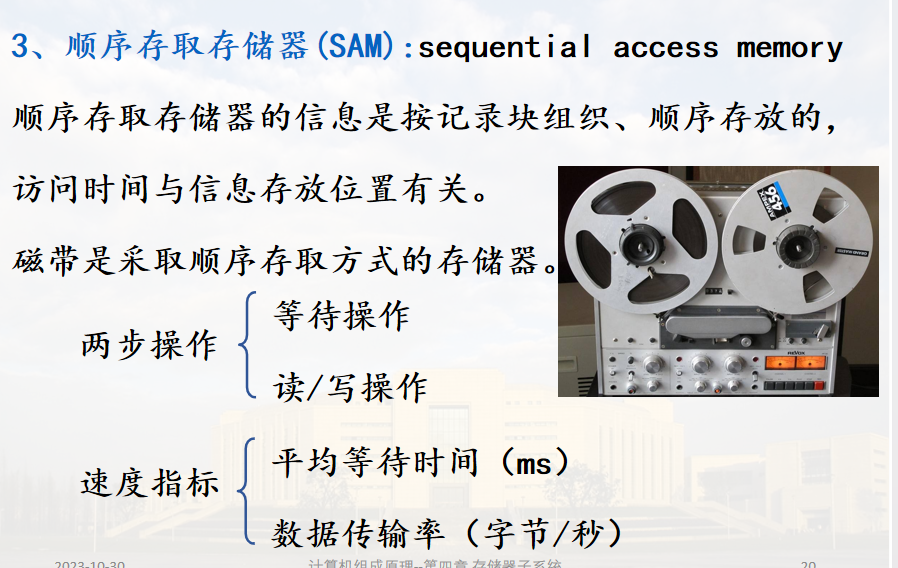 3、顺序存取存储器(SAM):sequential access memory
顺序存取存储器的信息是按记录块组织、顺序存放的，
访问时间与信息存放位置有关。
磁带是采取顺序存取方式的存储器。
两步操作
等待操作
读/写操作
速度指标
平均等待时间（ms）
数据传输率（字节/秒）
AMPEX
456
GRAND MASTER
REVOX
2023-10-30
计算机组成原理--第四章 存储器子系统
20